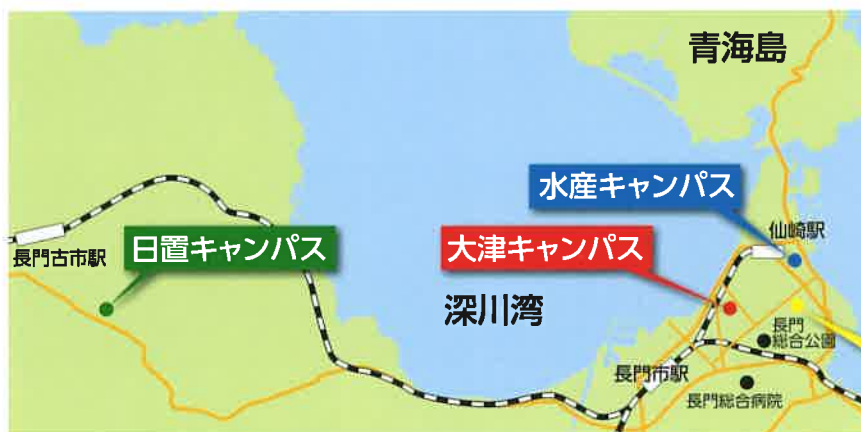 青海島
水産キャンパス
仙崎駅
長門古市駅
日置キャンパス
大津キャンパス
深川湾
長門
総合公園
長門市駅
長門総合病院